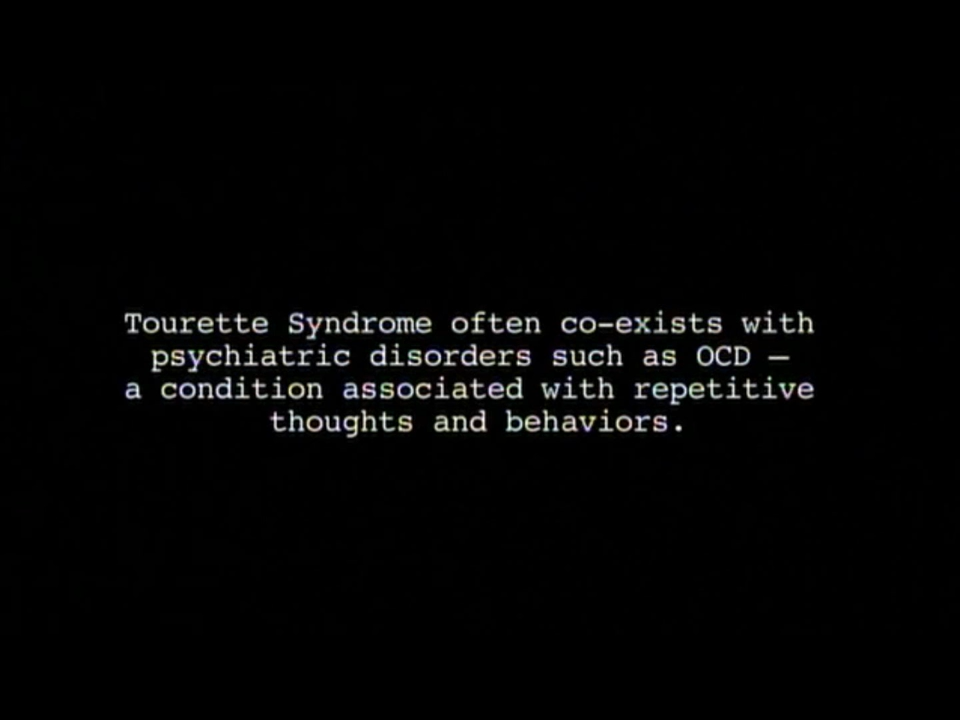 Tourette Syndrome often co-exists with
psychiatric disorders such as OCD —
a condition associated with repetitive
thoughts and behaviors.